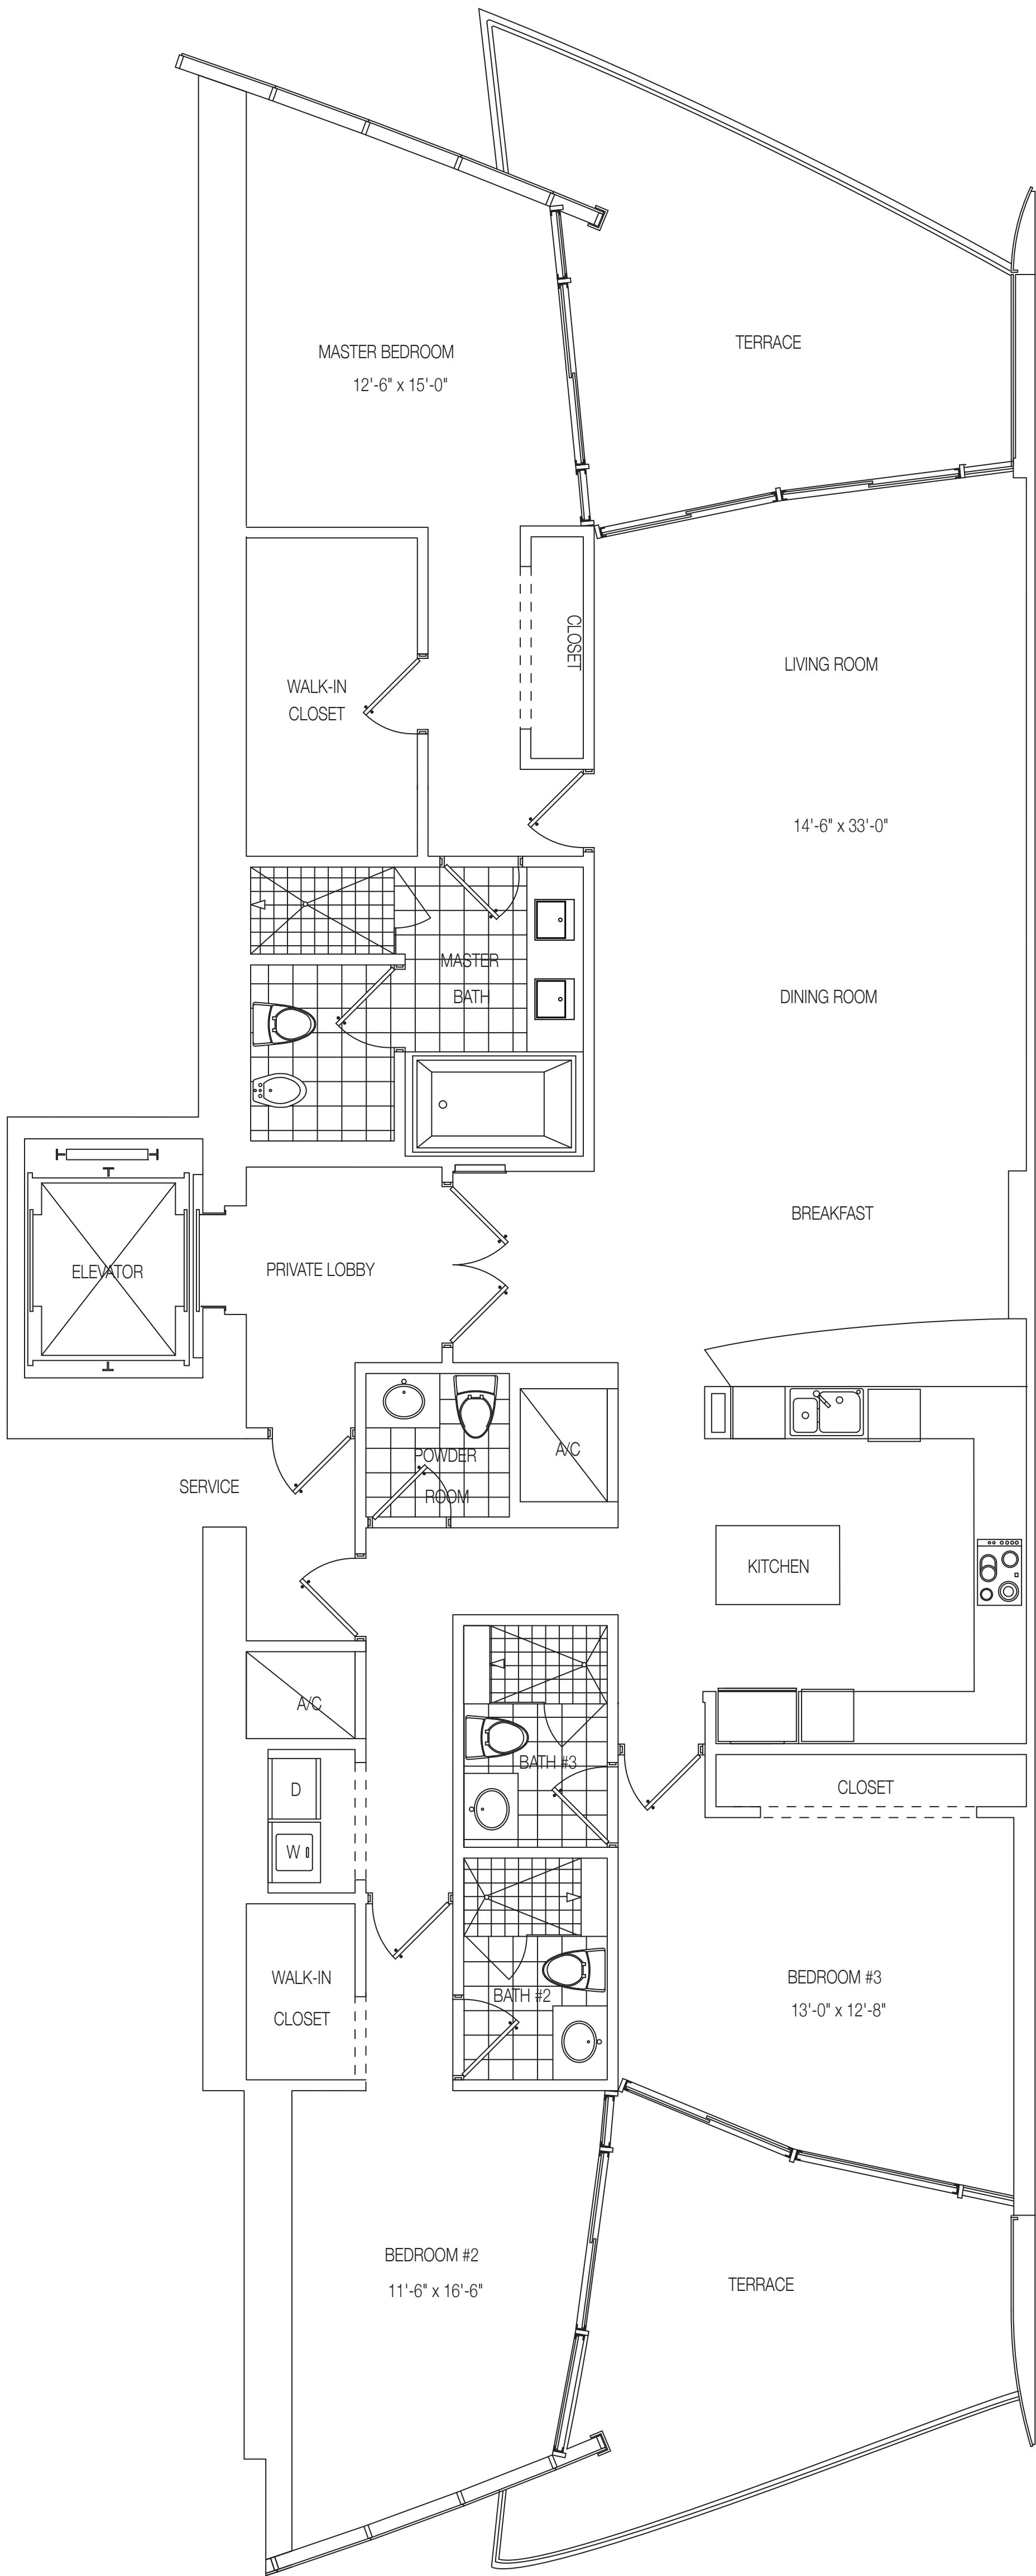 TERRACE
MASTER BEDROOM
12'-6" x 15'-0"
CLOSET
LIVING ROOM
WALK-IN
CLOSET
14'-6" x 33'-0"
MASTER
BATH
DINING ROOM
BREAKFAST
ELEVATOR
PRIVATE LOBBY
POWDER
ROOM
A/C
SERVICE
KITCHEN
A/C
BATH #3
D
CLOSET
W
WALK-IN
CLOSET
BATH #2
BEDROOM #3
13'-0" x 12'-8"
BEDROOM #2
11'-6" x 16'-6"
TERRACE